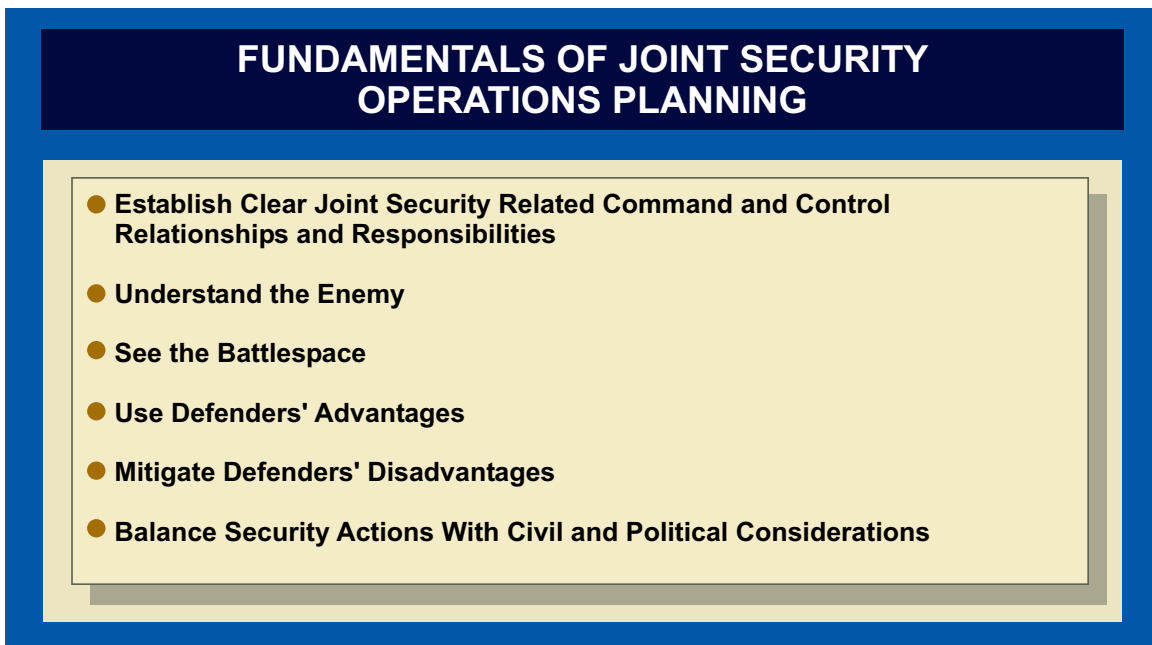 FUNDAMENTALS OF JOINT SECURITY
OPERATIONS PLANNING
Establish Clear Joint Security Related Command and Control
Relationships and Responsibilities
Understand the Enemy
See the Battlespace
Use Defenders' Advantages
Mitigate Defenders' Disadvantages
Balance Security Actions With Civil and Political Considerations